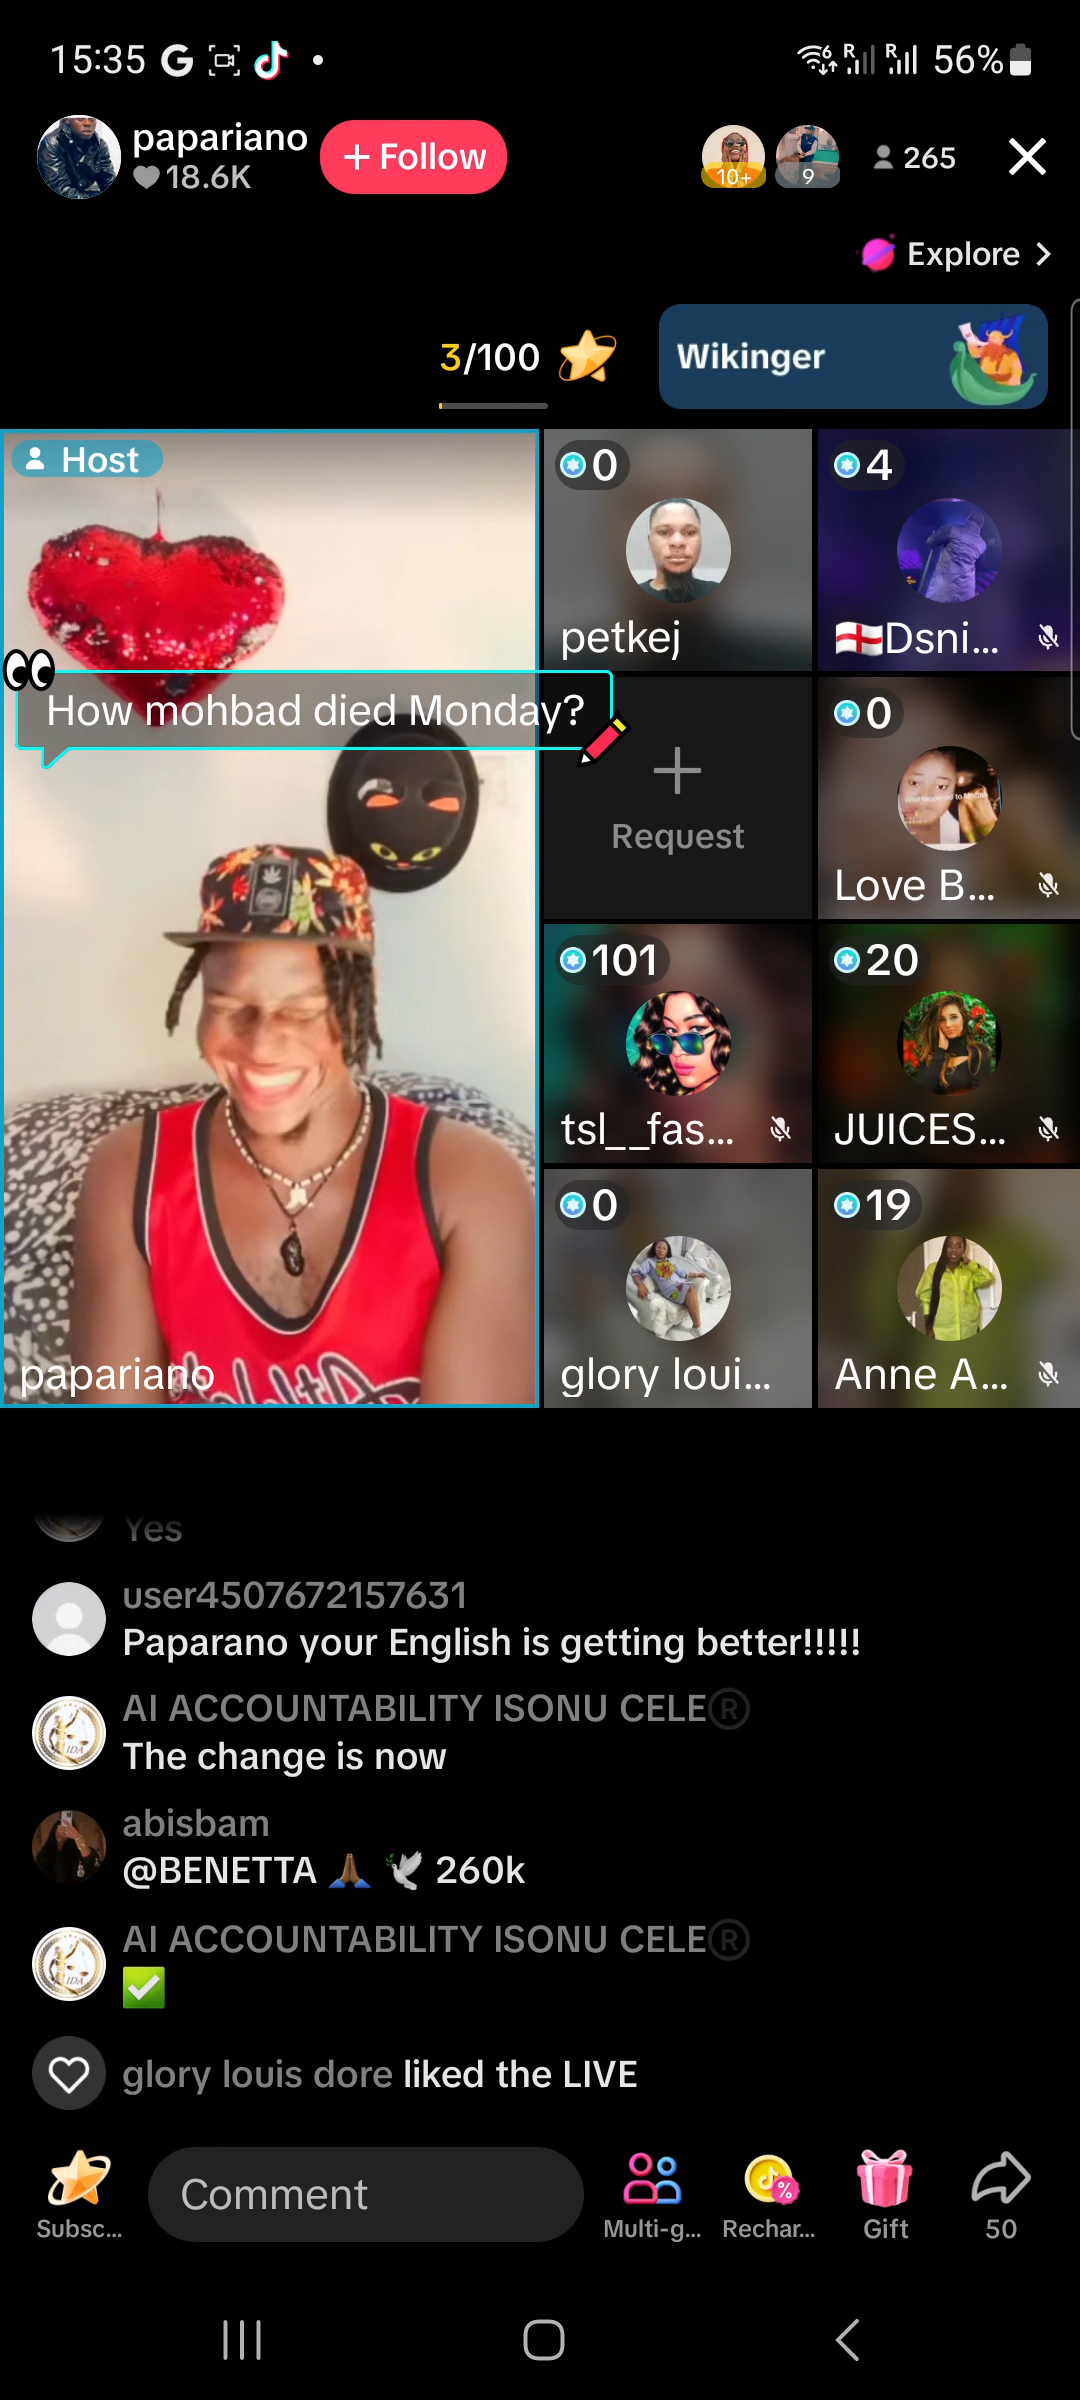 15:35
56%
papariano
18.6K
+ Follow
10+
9
265
Explore
3/100
Wikinger
Host
0
petkej
4
Dsni...
How mohbad died Monday?
Request
0
Love B...
101
tsl__fas...
20
JUICES...
0
glory loui...
19
Anne A...
papariano
Yes
user4507672157631
Paparano your English is getting better!!!!!
AI ACCOUNTABILITY ISONU CELE®
The change is now
abisbam
@BENETTA 🙏🏾 🕊 260k
AI ACCOUNTABILITY ISONU CELE®
✅
glory louis dore liked the LIVE
Subsc...
Comment
Multi-g...
Rechar...
Gift
50